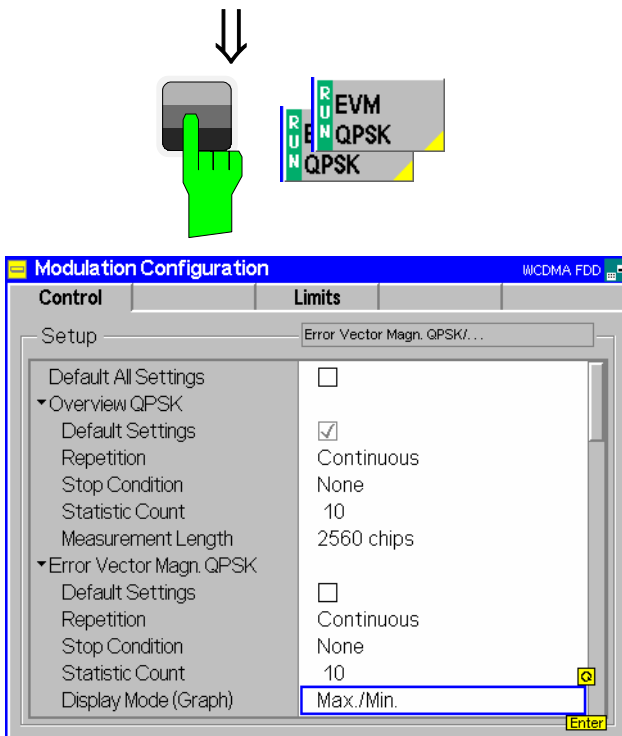 RUN EVM QPSK
RUN E QPSK
Modulation Configuration WCDMA FDD
Control Limits
Setup Error Vector Magn. QPSK/...
Default All Settings
Overview QPSK
Default Settings
Repetition Continuous
Stop Condition None
Statistic Count 10
Measurement Length 2560 chips
Error Vector Magn. QPSK
Default Settings
Repetition Continuous
Stop Condition None
Statistic Count 10
Display Mode (Graph) Max./Min.
Enter